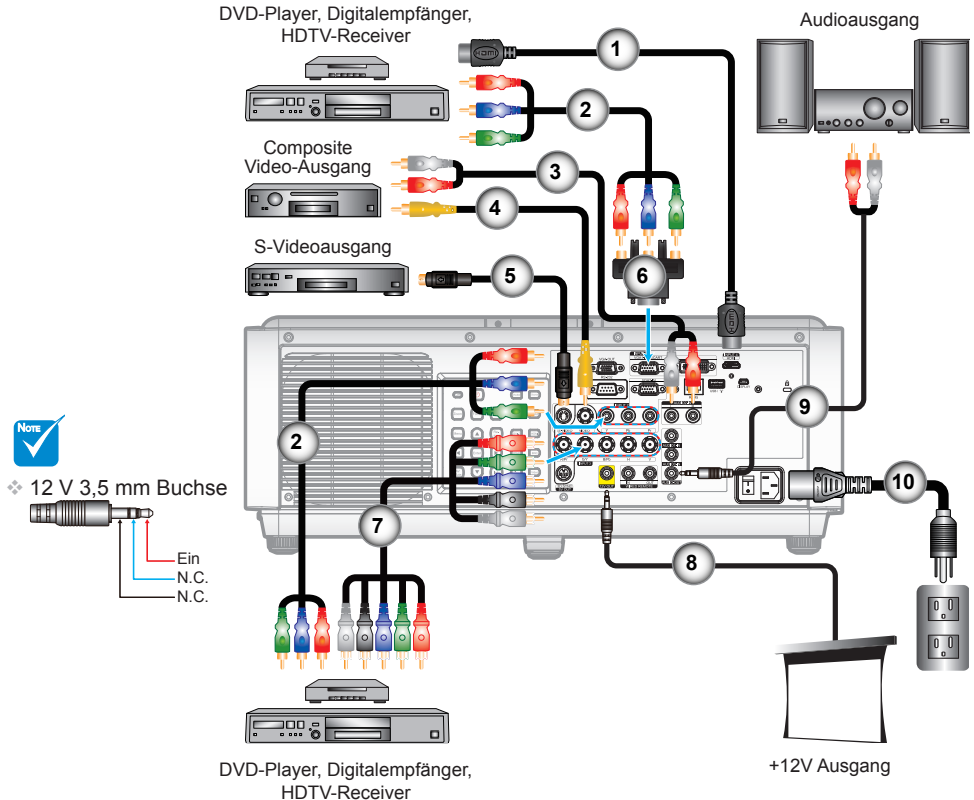 DVD-Player, Digitalempfänger,
HDTV-Receiver
Audioausgang
1
2
Composite
Video-Ausgang
3
4
S-Videoausgang
5
6
9
NOTE
2
10
❖ 12 V 3,5 mm Buchse
7
Ein
N.C.
N.C.
8
+12V Ausgang
DVD-Player, Digitalempfänger,
HDTV-Receiver